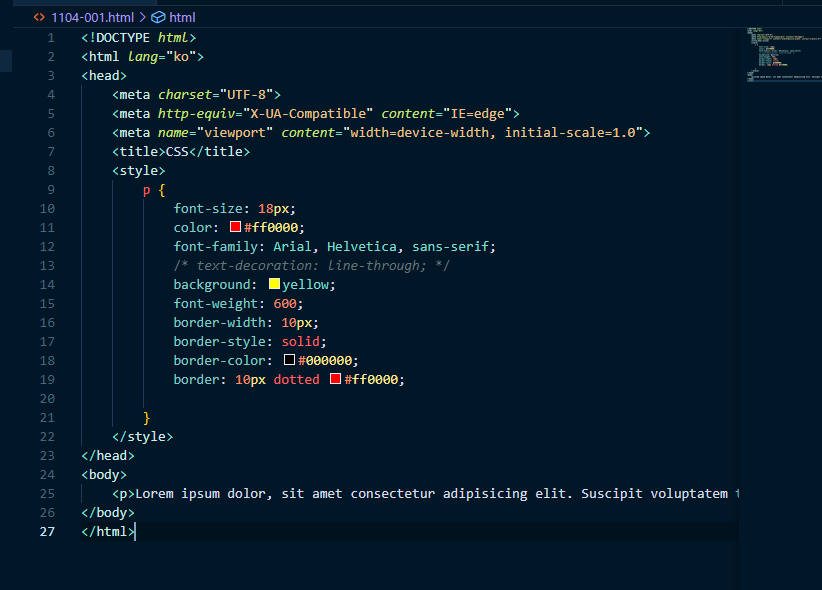 1104-001.html > html
1 <!DOCTYPE html>
2 <html lang="ko">
3 <head>
4 <meta charset="UTF-8">
5 <meta http-equiv="X-UA-Compatible" content="IE=edge">
6 <meta name="viewport" content="width=device-width, initial-scale=1.0">
7 <title>CSS</title>
8 <style>
9 p {
10 font-size: 18px;
11 color: #ff0000;
12 font-family: Arial, Helvetica, sans-serif;
13 /* text-decoration: line-through; */
14 background: yellow;
15 font-weight: 600;
16 border-width: 10px;
17 border-style: solid;
18 border-color: #000000;
19 border: 10px dotted #ff0000;
20
21 }
22 </style>
23 </head>
24 <body>
25 <p>Lorem ipsum dolor, sit amet consectetur adipisicing elit. Suscipit voluptatem
26 </body>
27 </html>